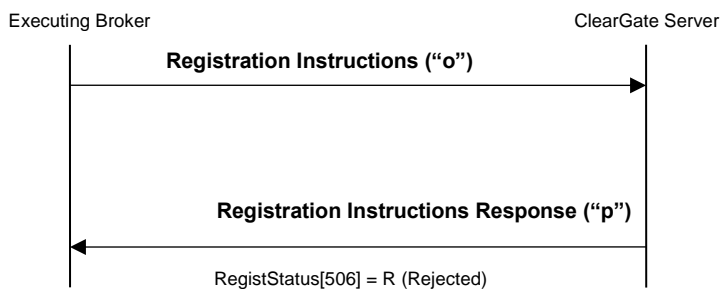 Executing Broker
ClearGate Server
Registration Instructions (“o”)
Registration Instructions Response (“p”)
RegistStatus[506] = R (Rejected)